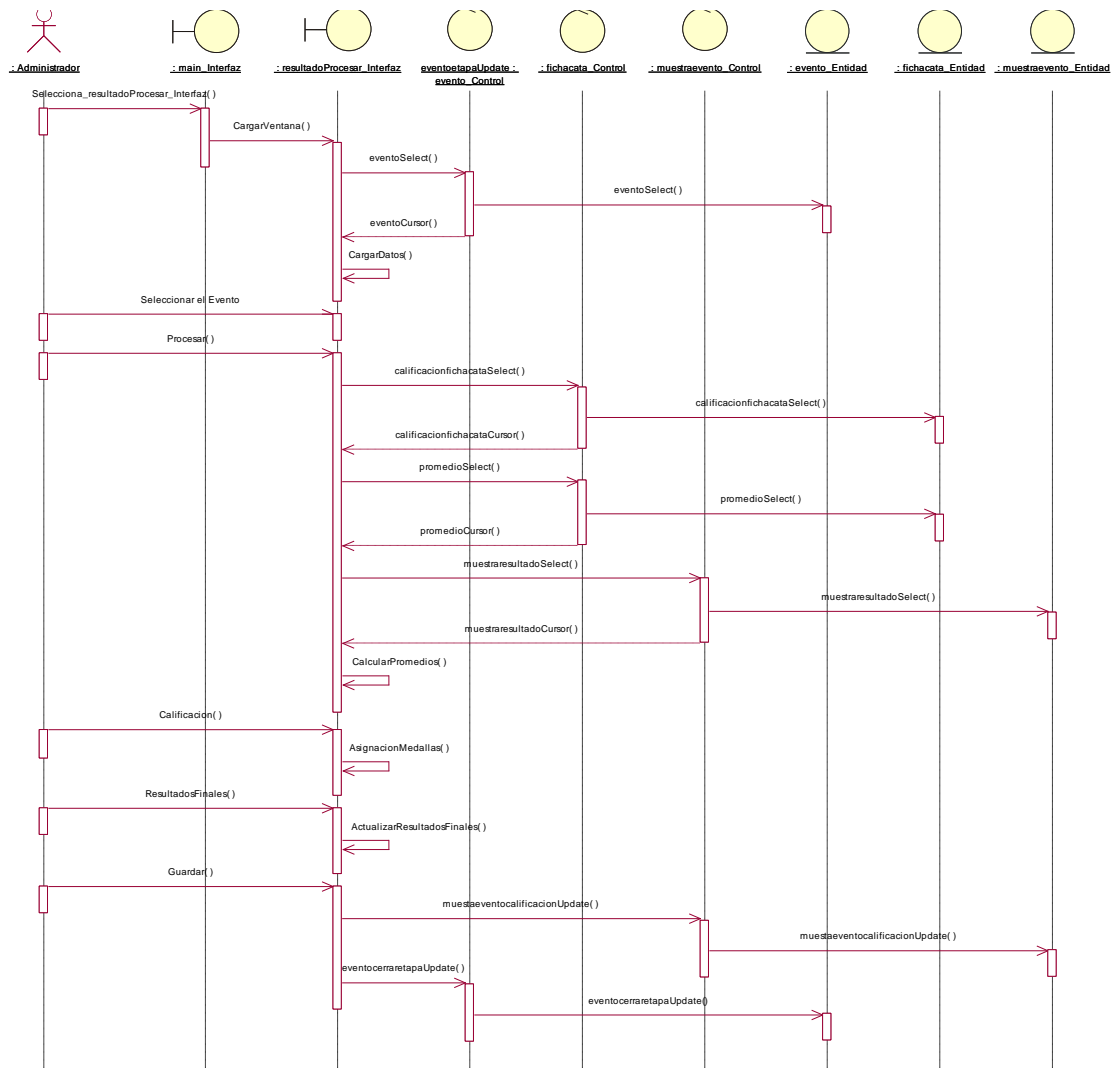 : Administrador
: main_Interfaz
: resultadoProcesar_Interfaz
eventoetapaUpdate :
evento_Control
: fichacata_Control
: muestraevento_Control
: evento_Entidad
: fichacata_Entidad
: muestraevento_Entidad
Selecciona_resultadoProcesar_Interfaz( )
CargarVentana( )
eventoSelect( )
eventoSelect( )
eventoCursor( )
CargarDatos( )
Seleccionar el Evento
Procesar( )
calificacionfichacataSelect( )
calificacionfichacataSelect( )
calificacionfichacataCursor( )
promedioSelect( )
promedioSelect( )
promedioCursor( )
muestraresultadoSelect( )
muestraresultadoSelect( )
muestraresultadoCursor( )
CalcularPromedios( )
Calificacion( )
AsignacionMedallas( )
ResultadosFinales( )
ActualizarResultadosFinales( )
Guardar( )
muestaeventocalificacionUpdate( )
muestaeventocalificacionUpdate( )
eventocerraretapaUpdate( )
eventocerraretapaUpdate()